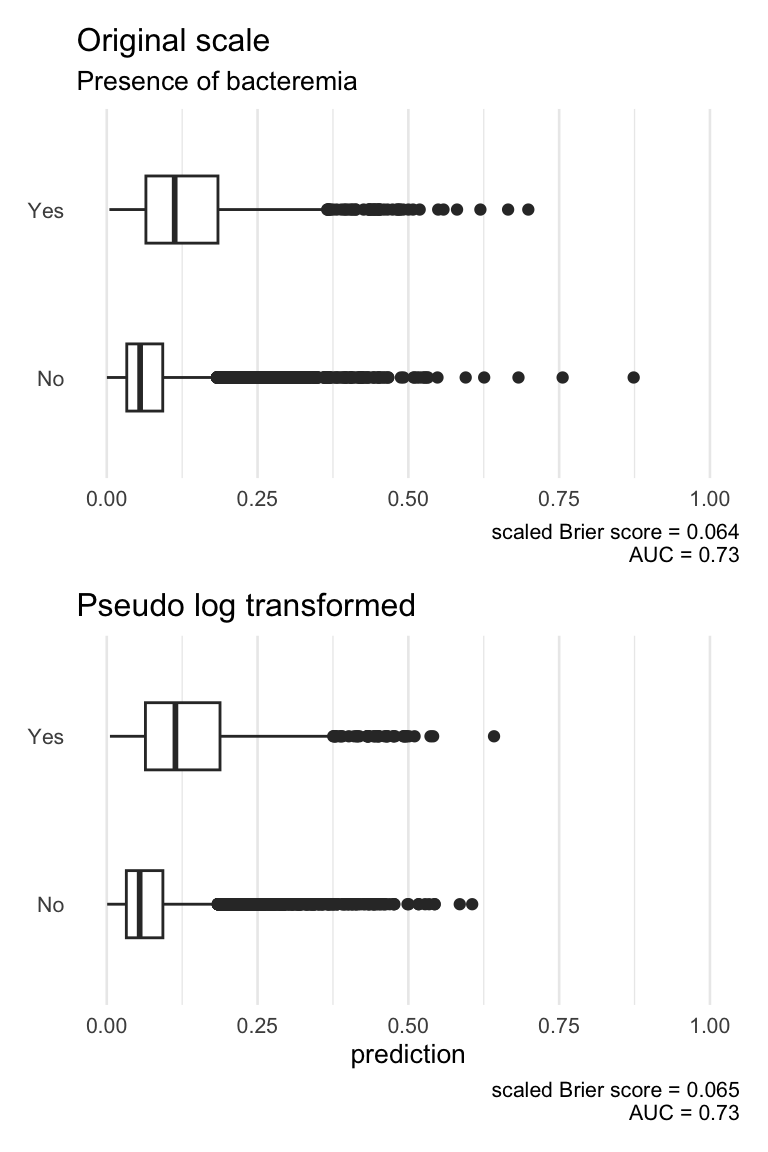 Original scale
Presence of bacteremia
Yes
No
0.00 0.25 0.50 0.75 1.00
scaled Brier score = 0.064
AUC = 0.73
Pseudo log transformed
Yes
No
0.00 0.25 0.50 0.75 1.00
prediction
scaled Brier score = 0.065
AUC = 0.73